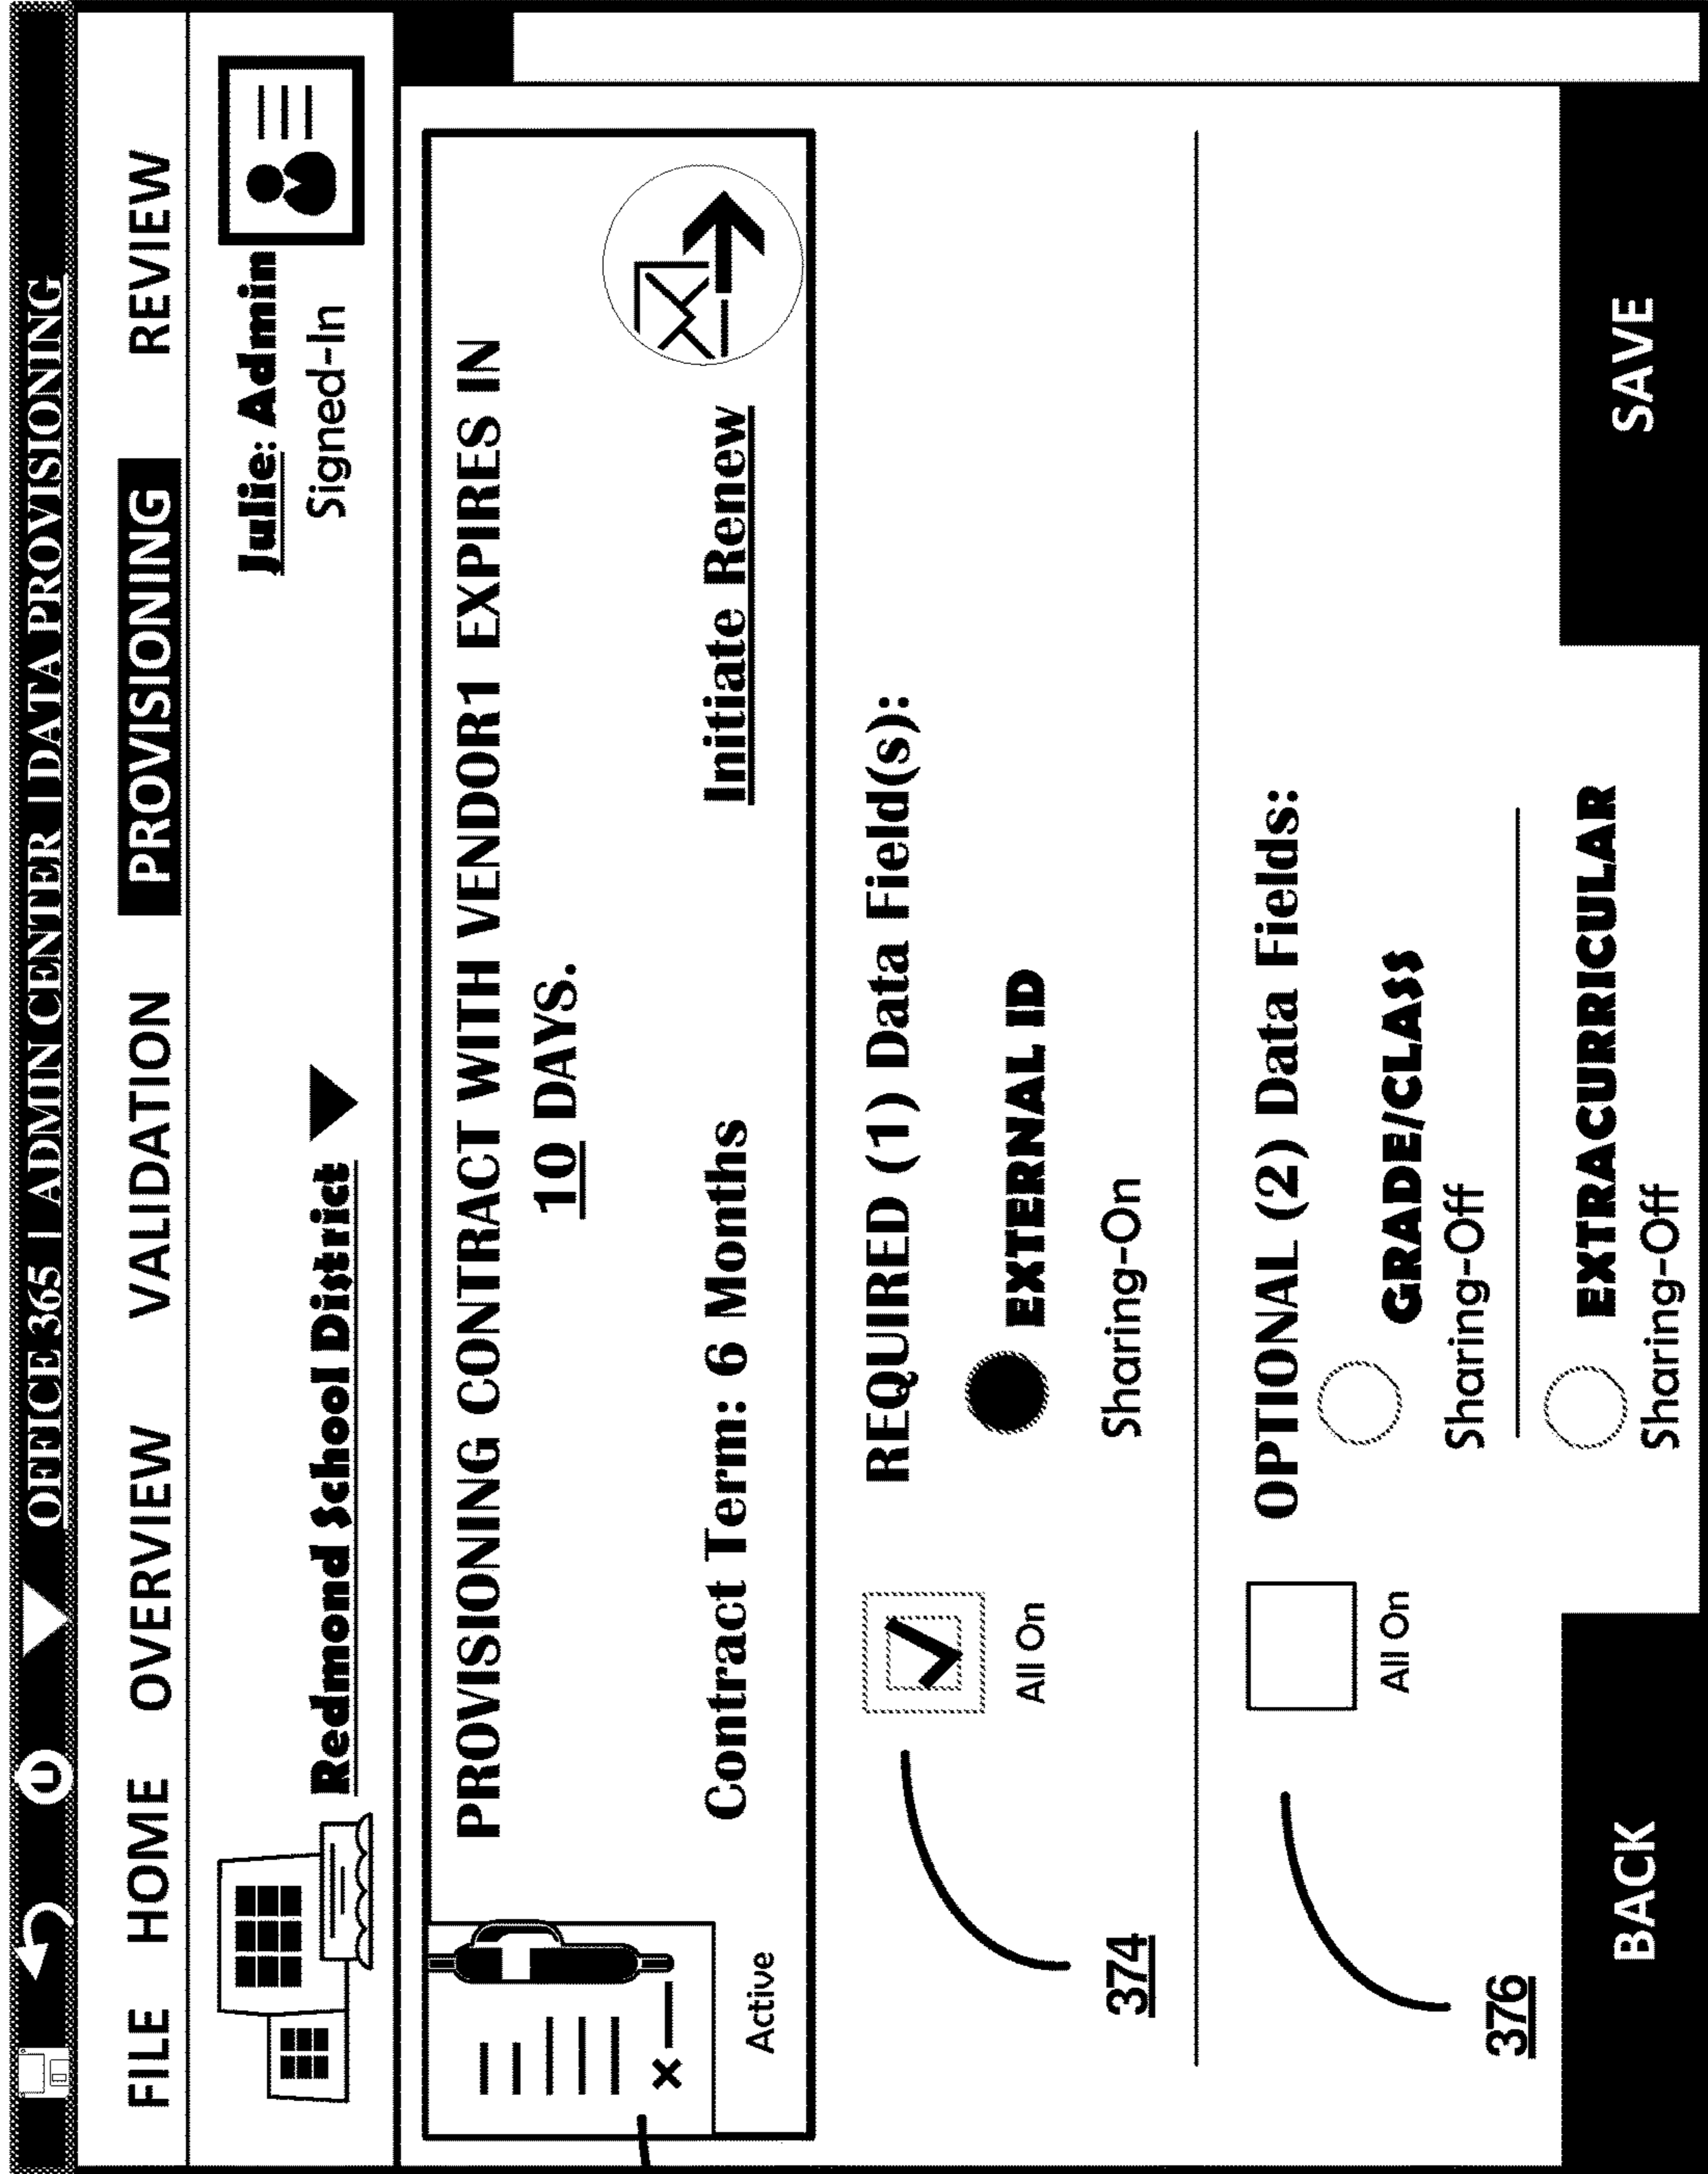 OFFICE 365 | ADMIN CENTER | DATA PROVISIONING
FILE HOME OVERVIEW VALIDATION PROVISIONING REVIEW
Julie: Admin
Signed-In
Redmond School District
PROVISIONING CONTRACT WITH VENDOR1 EXPIRES IN
10 DAYS.
Contract Term: 6 Months Initiate Renew
Active
REQUIRED (1) Data Field(s):
All On
EXTERNAL ID
Sharing-On
374
OPTIONAL (2) Data Fields:
All On
GRADE/CLASS
Sharing-Off
376
EXTRACURRICULAR
Sharing-Off
BACK SAVE